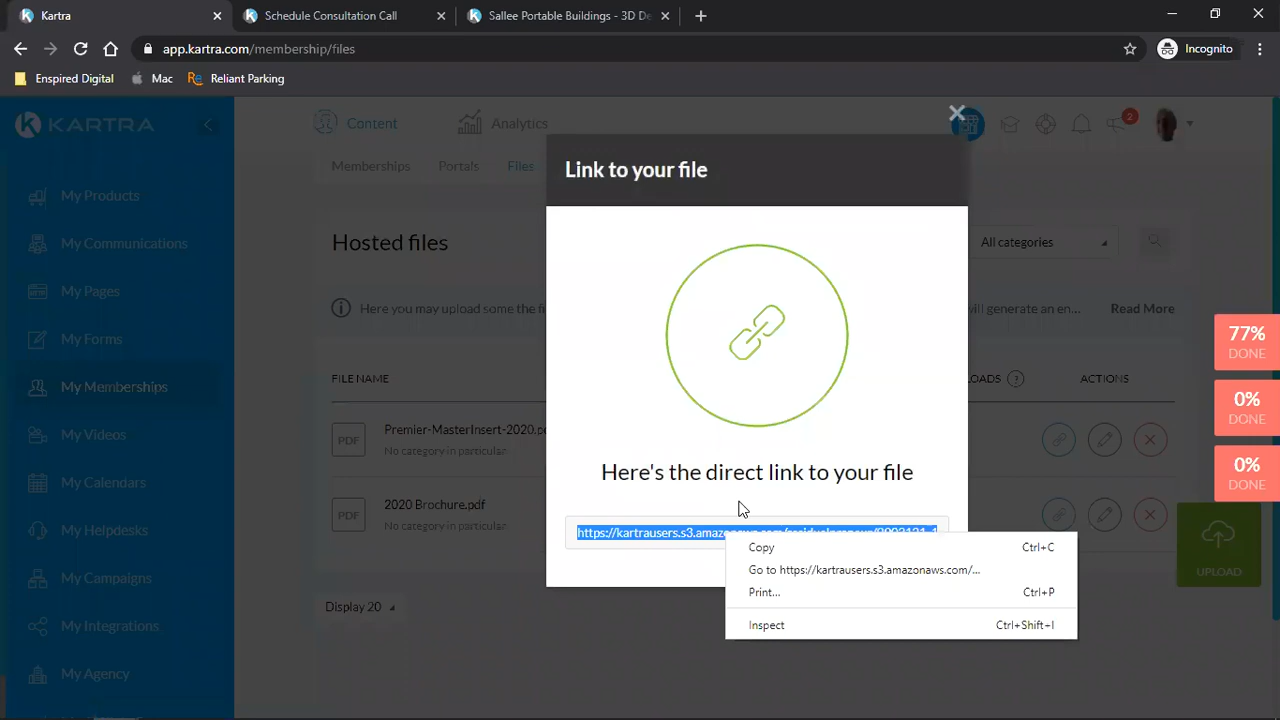 Kartra
Schedule Consultation Call
Sallee Portable Buildings - 3D De
app.kartra.com/membership/files
Incognito
Enspired Digital
Mac
Reliant Parking
KARTRA
Content
Analytics
2
Memberships
Portals
Files
Link to your file
My Products
My Communications
My Pages
My Forms
My Memberships
My Videos
My Calendars
My Helpdesks
My Campaigns
My Integrations
My Agency
Hosted files
All categories
Here you may upload some the fi
will generate an en...
Read More
FILE NAME
OADS
?
ACTIONS
PDF
Premier-MasterInsert-2020.p
No category in particular
PDF
2020 Brochure.pdf
No category in particular
Display 20
Here's the direct link to your file
Copy
Ctrl+C
Go to https://kartrausers.s3.amazonaws.com/...
Print...
Ctrl+P
Inspect
Ctrl+Shift+I
77%
DONE
0%
DONE
0%
DONE
UPLOAD